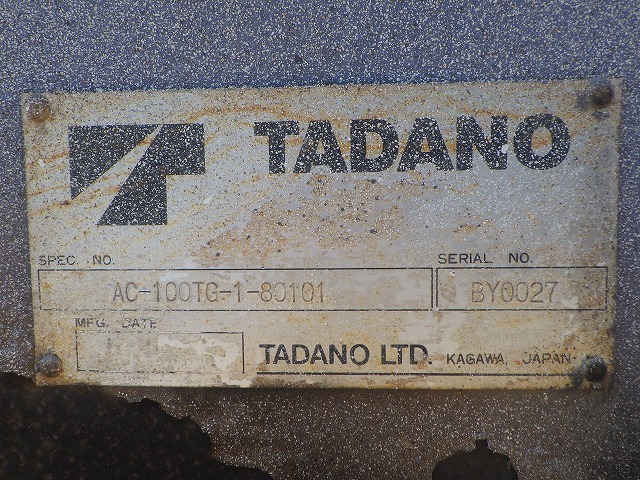 TADANO
SPEC. NO.
SERIAL NO.
AC-100TG-1-80101
BY0027
MFG. DATE
TADANO LTD. KAGAWA, JAPAN